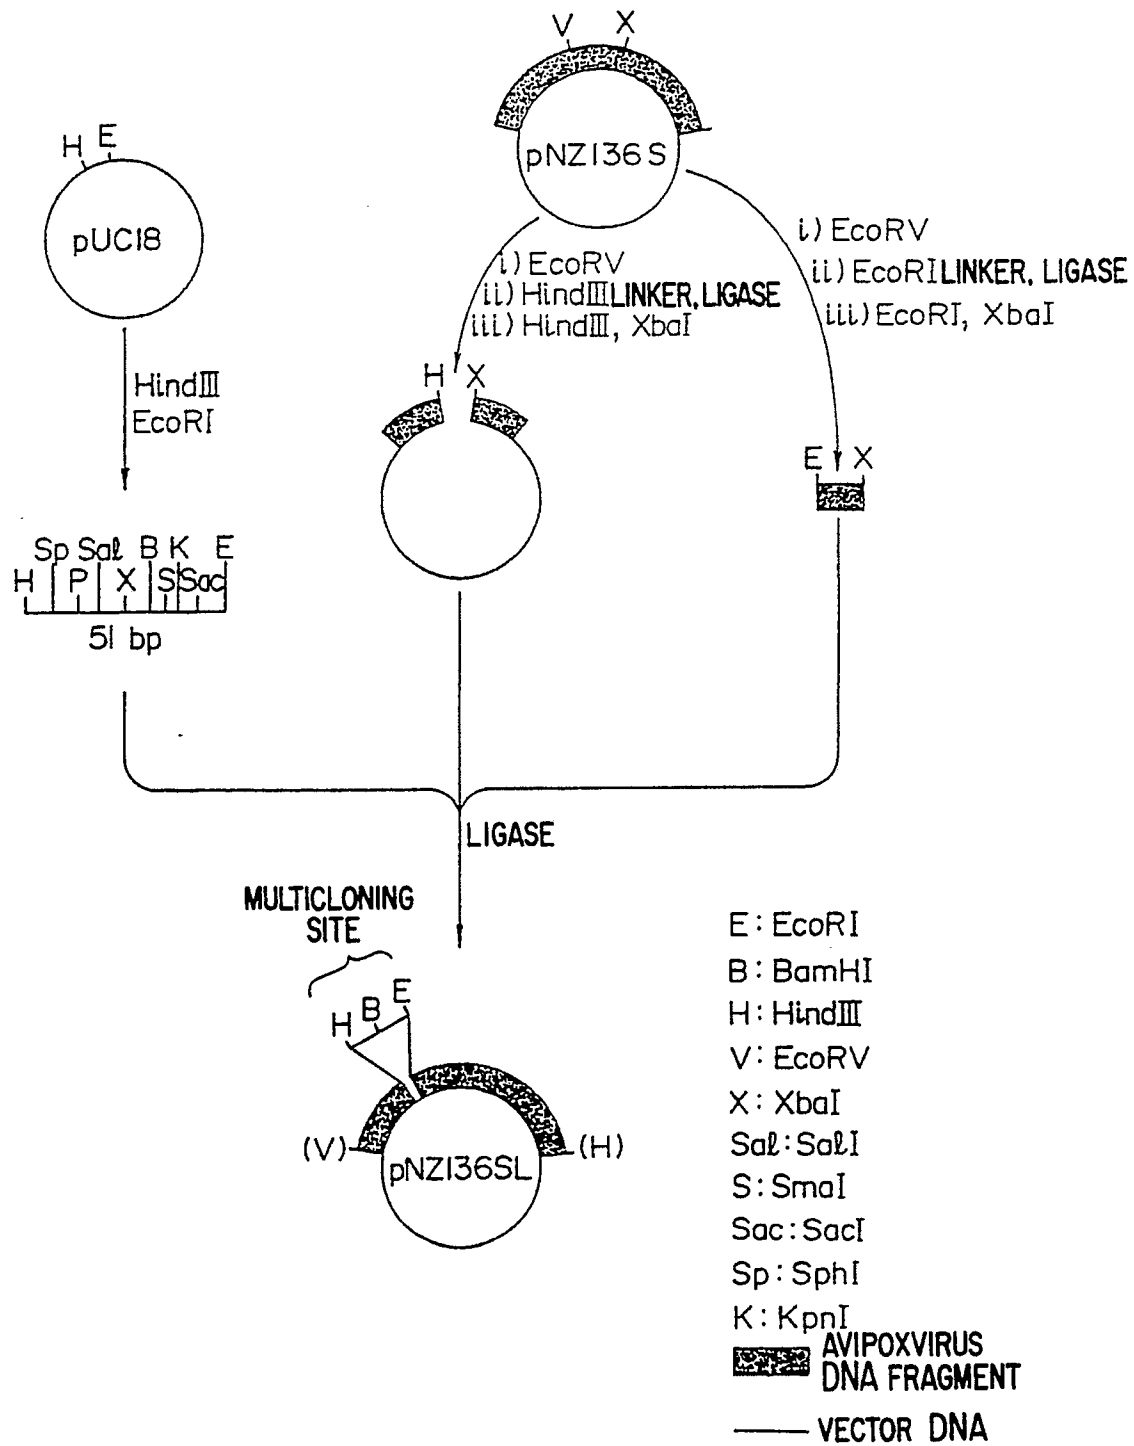 V X
H E
pNZ136S
pUC18
i) EcoRV
ii) HindⅢ LINKER, LIGASE
iii) HindⅢ, XbaI
i) EcoRV
ii) EcoRI LINKER, LIGASE
iii) EcoRI, XbaI
HindⅢ
EcoRI
H X
E X
Sp Sal B K E
H P X S Sac
51 bp
LIGASE
MULTICLONING
SITE
H B E
(V) (H)
pNZ136SL
E: EcoRI
B: BamHI
H: HindⅢ
V: EcoRV
X: XbaI
Sal: SalI
S: SmaI
Sac: SacI
Sp: SphI
K: KpnI
AVIPOXVIRUS
DNA FRAGMENT
VECTOR DNA